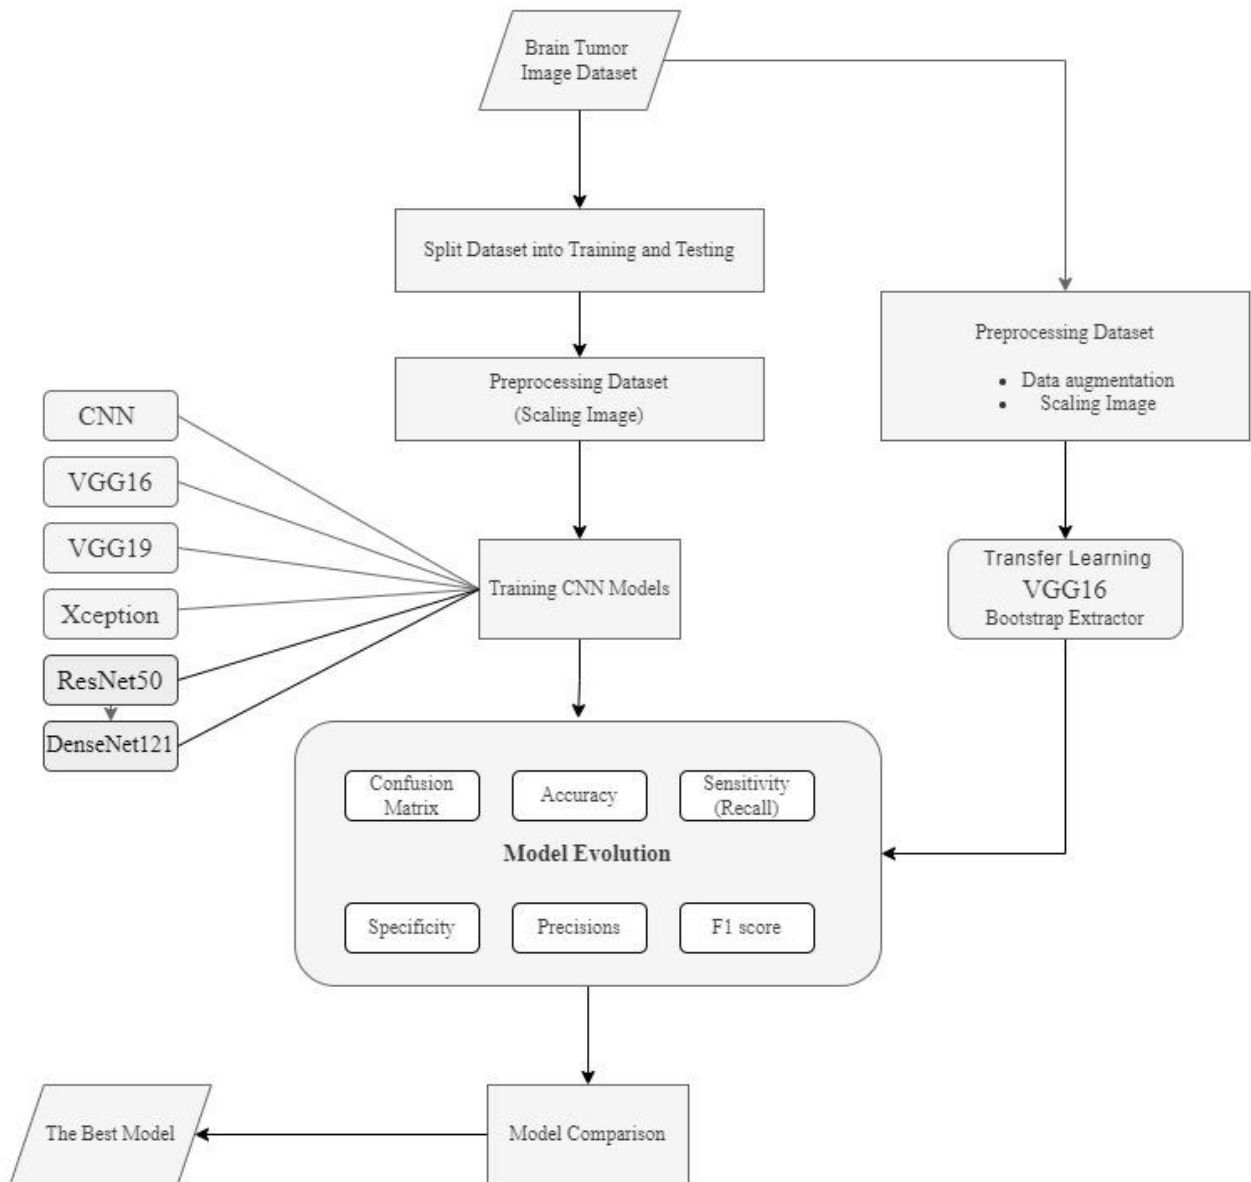 Brain Tumor
Image Dataset
Split Dataset into Training and Testing
Preprocessing Dataset
• Data augmentation
• Scaling Image
Preprocessing Dataset
(Scaling Image)
CNN
VGG16
VGG19
Xception
ResNet50
DenseNet121
Training CNN Models
Transfer Learning
VGG16
Bootstrap Extractor
Confusion
Matrix
Accuracy
Sensitivity
(Recall)
Model Evolution
Specificity
Precisions
F1 score
The Best Model
Model Comparison